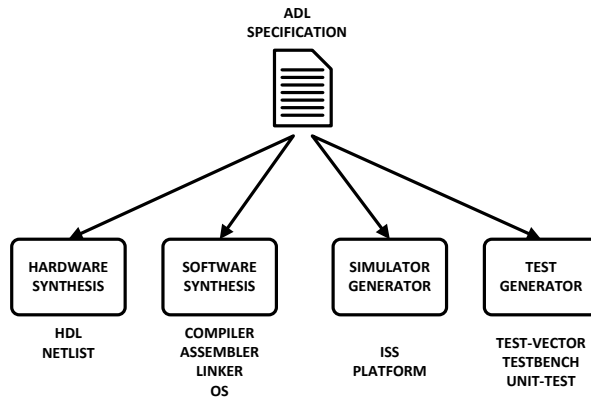 ADL
SPECIFICATION
HARDWARE
SYNTHESIS
SOFTWARE
SYNTHESIS
SIMULATOR
GENERATOR
TEST
GENERATOR
HDL
NETLIST
COMPILER
ASSEMBLER
LINKER
OS
ISS
PLATFORM
TEST-VECTOR
TESTBENCH
UNIT-TEST